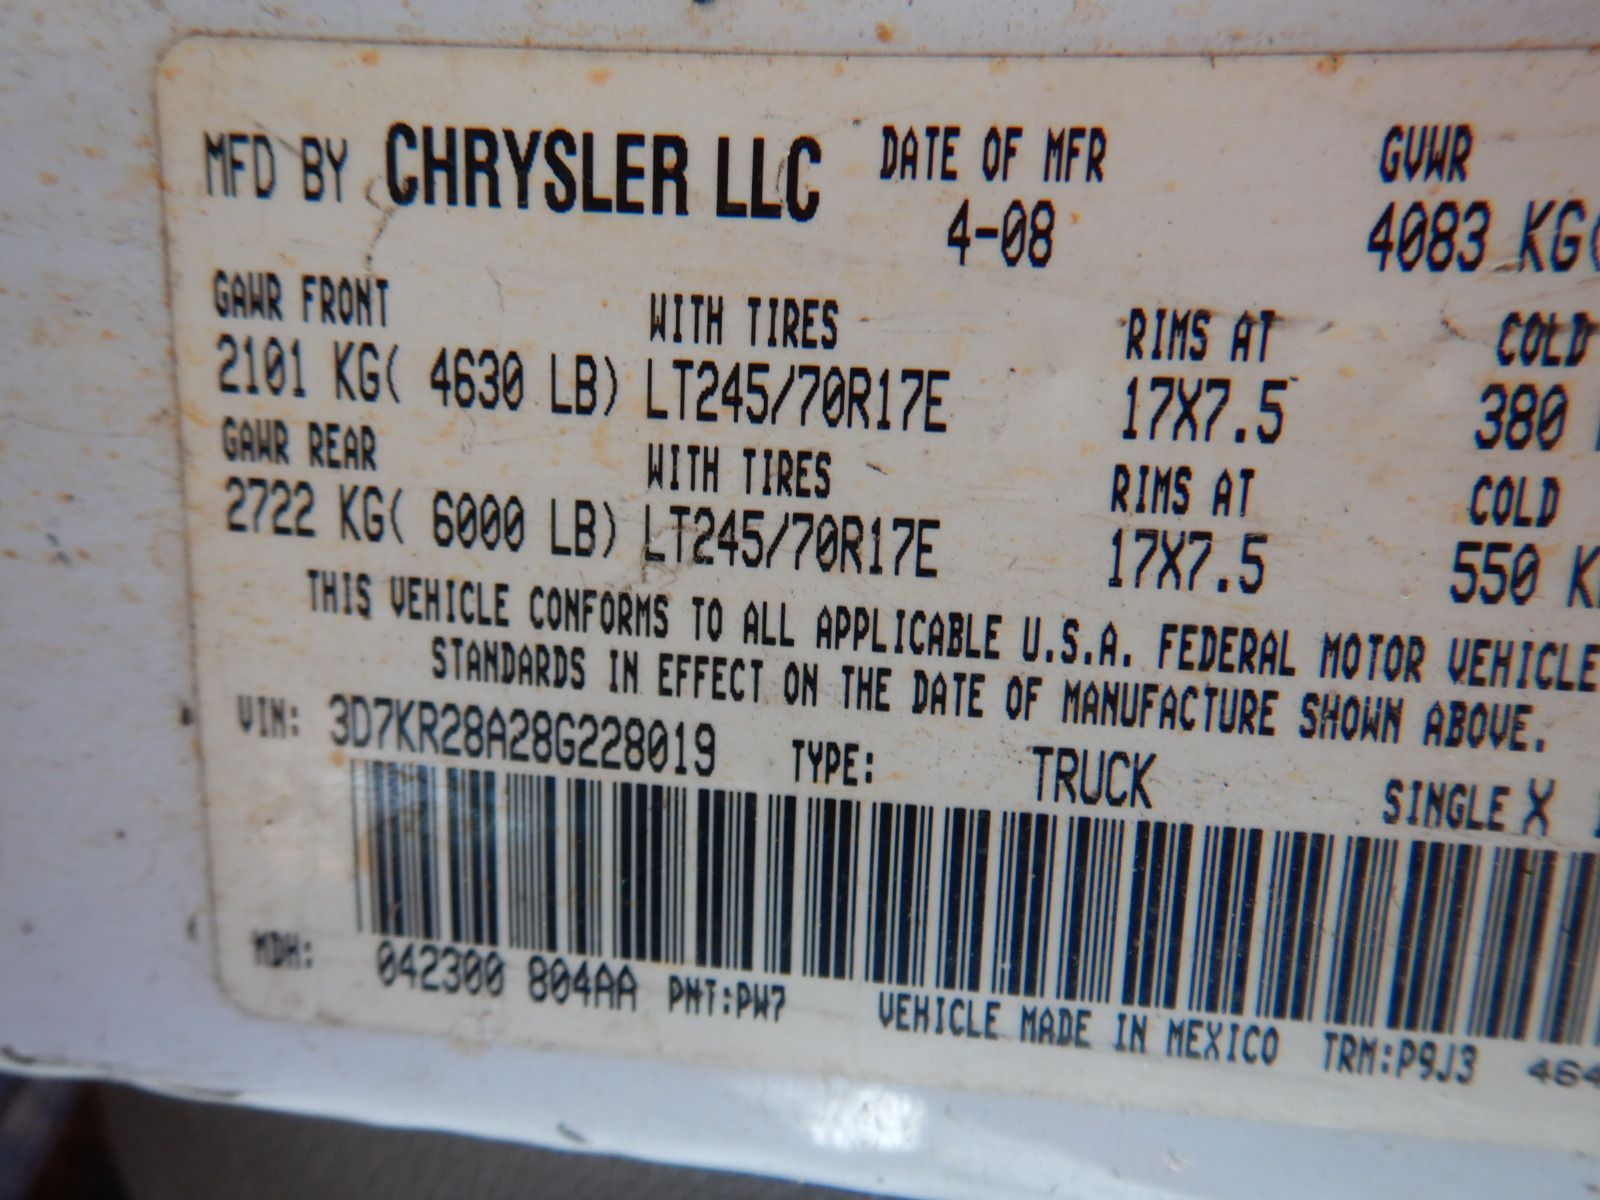 MFD BY CHRYSLER LLC DATE OF MFR GVWR
4-08 4083 KG(
GAWR FRONT WITH TIRES RIMS AT COLD
2101 KG( 4630 LB) LT245/70R17E 17X7.5 380
GAWR REAR WITH TIRES RIMS AT COLD
2722 KG( 6000 LB) LT245/70R17E 17X7.5 550
THIS VEHICLE CONFORMS TO ALL APPLICABLE U.S.A. FEDERAL MOTOR VEHICLE
STANDARDS IN EFFECT ON THE DATE OF MANUFACTURE SHOWN ABOVE.
VIN: 3D7KR28A28G228019 TYPE: TRUCK SINGLE X
MDH: 042300 804AA PNT:PW7 VEHICLE MADE IN MEXICO TRM:P9J3